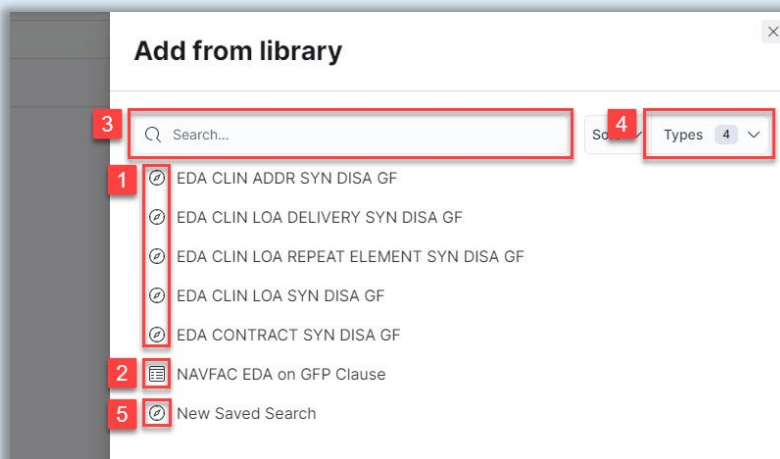 Add from library
3
Search...
4
Types 4
1
EDA CLIN ADDR SYN DISA GF
EDA CLIN LOA DELIVERY SYN DISA GF
EDA CLIN LOA REPEAT ELEMENT SYN DISA GF
EDA CLIN LOA SYN DISA GF
EDA CONTRACT SYN DISA GF
2
NAVFAC EDA on GFP Clause
5
New Saved Search